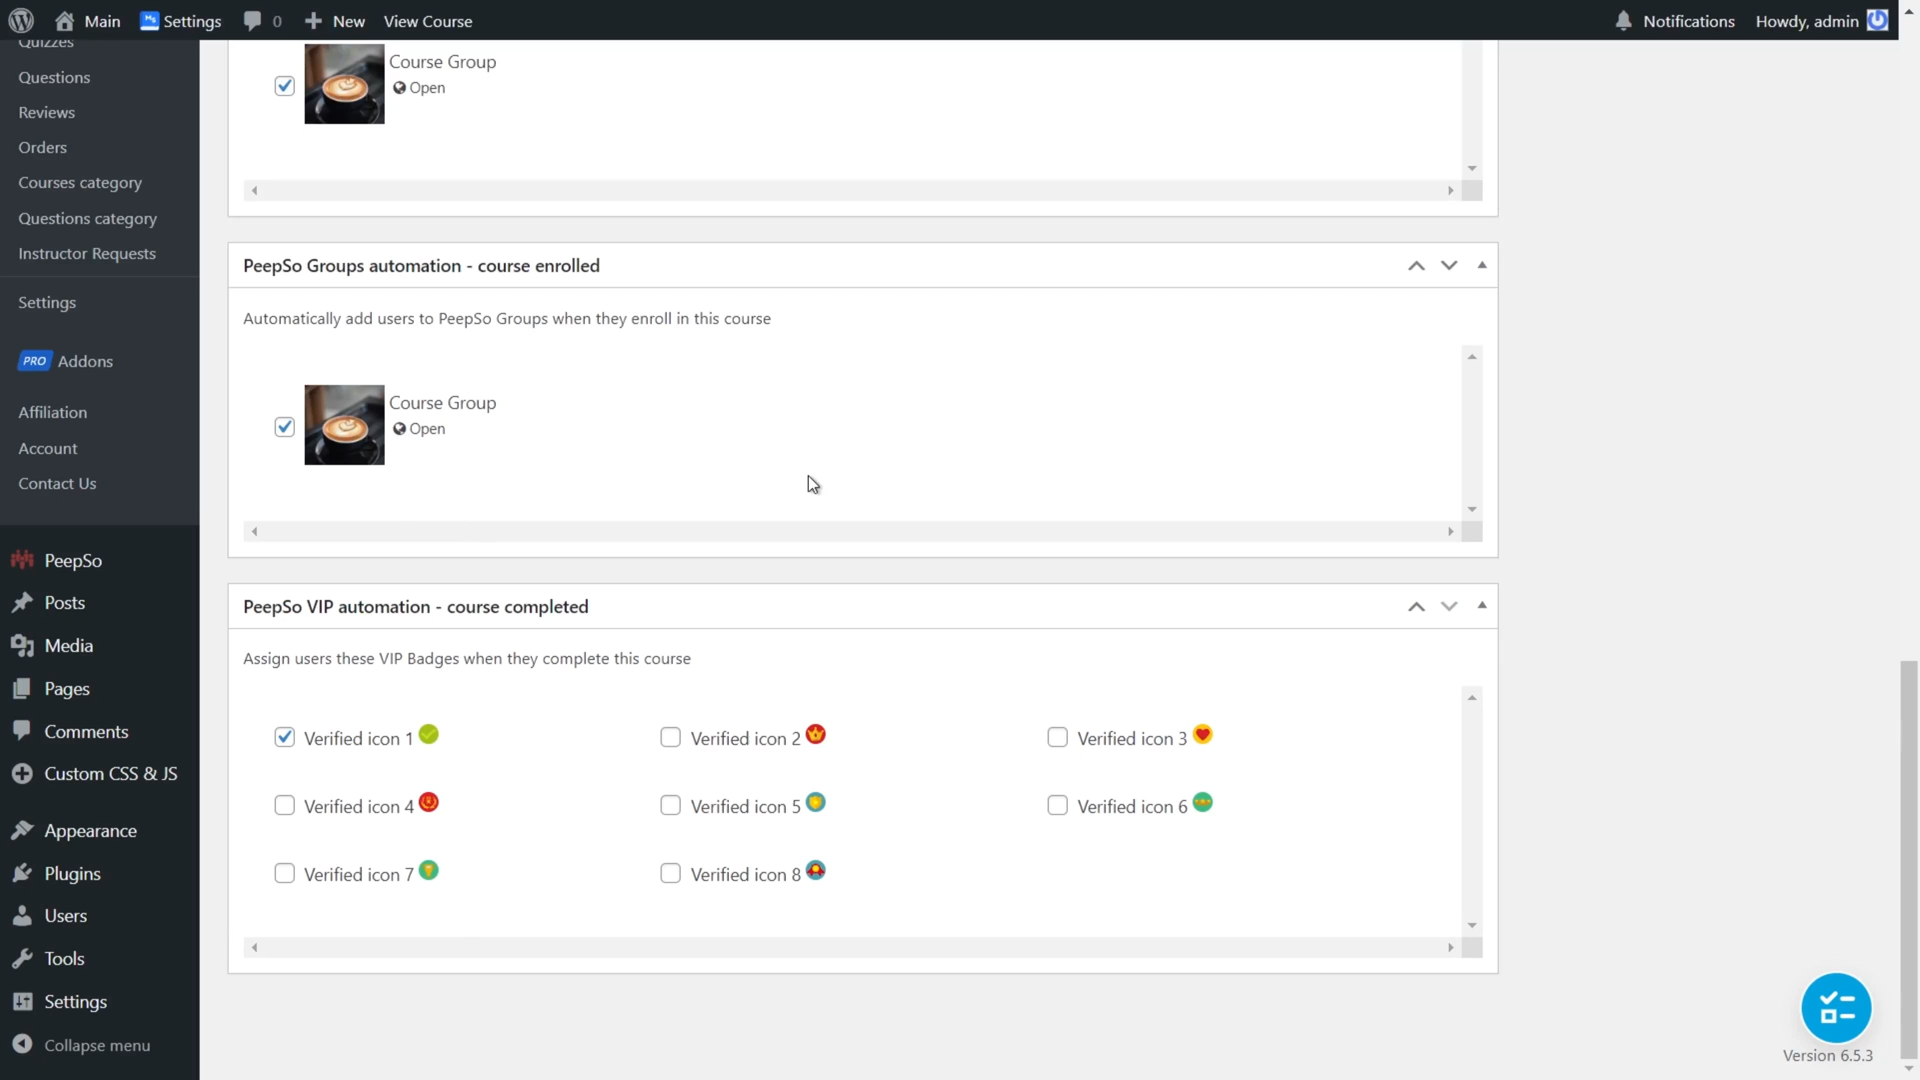 Main
Settings
0
New
View Course
Notifications
Howdy, admin
Quizzes
Questions
Reviews
Orders
Courses category
Questions category
Instructor Requests
Settings
PRO Addons
Affiliation
Account
Contact Us
PeepSo
Posts
Media
Pages
Comments
Custom CSS & JS
Appearance
Plugins
Users
Tools
Settings
Collapse menu
Course Group
Open
PeepSo Groups automation - course enrolled
Automatically add users to PeepSo Groups when they enroll in this course
Course Group
Open
PeepSo VIP automation - course completed
Assign users these VIP Badges when they complete this course
Verified icon 1
Verified icon 2
Verified icon 3
Verified icon 4
Verified icon 5
Verified icon 6
Verified icon 7
Verified icon 8
Version 6.5.3